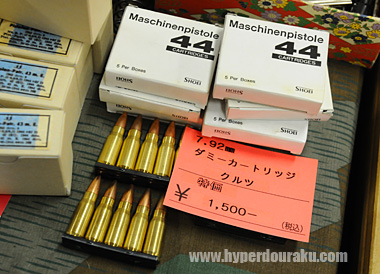 Maschinenpistole
44
CARTRIDGES
5 Per Boxes
SHOEI
Maschinenpistole
44
CARTRIDGES
5 Per Boxes
SHOEI
7.92㎜
ダミーカートリッジ
クルツ
1,500-
(税込)
www.hyperdouraku.com